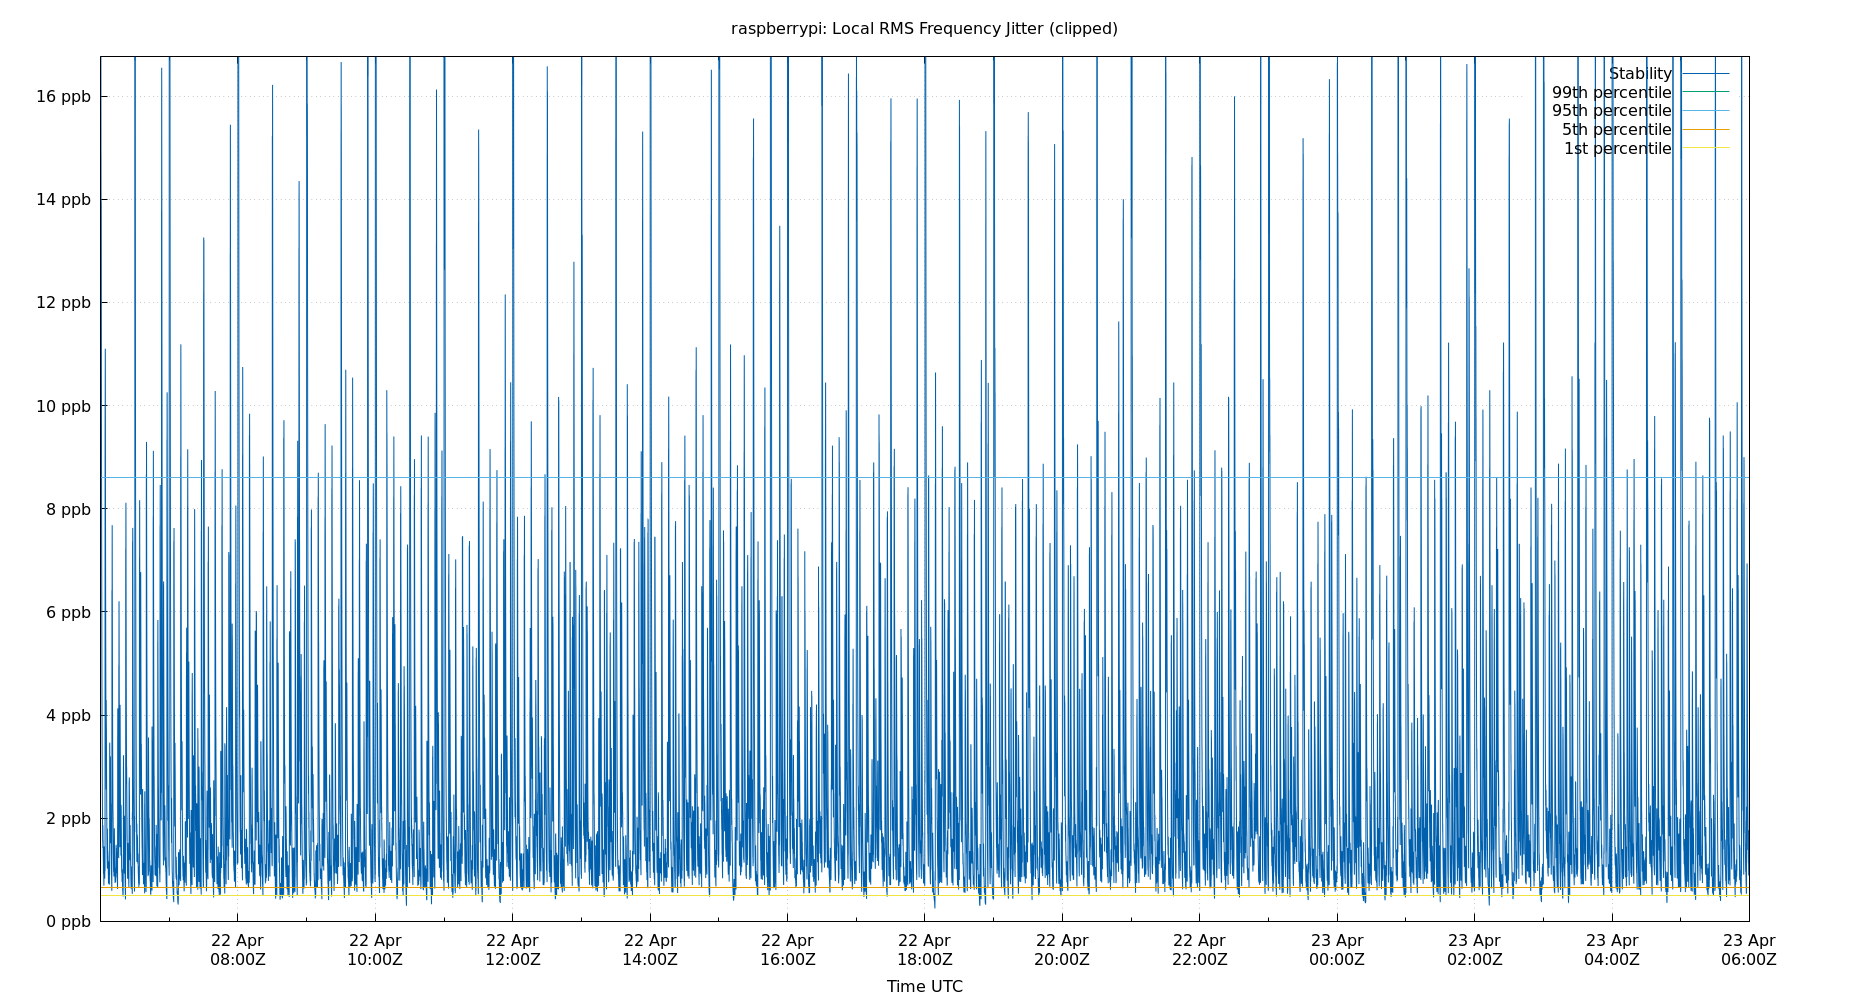 raspberrypi: Local RMS Frequency Jitter (clipped)
Stability
99th percentile
95th percentile
5th percentile
1st percentile
16 ppb
14 ppb
12 ppb
10 ppb
8 ppb
6 ppb
4 ppb
2 ppb
0 ppb
22 Apr
08:00Z
22 Apr
10:00Z
22 Apr
12:00Z
22 Apr
14:00Z
22 Apr
16:00Z
22 Apr
18:00Z
22 Apr
20:00Z
22 Apr
22:00Z
23 Apr
00:00Z
23 Apr
02:00Z
23 Apr
04:00Z
23 Apr
06:00Z
Time UTC